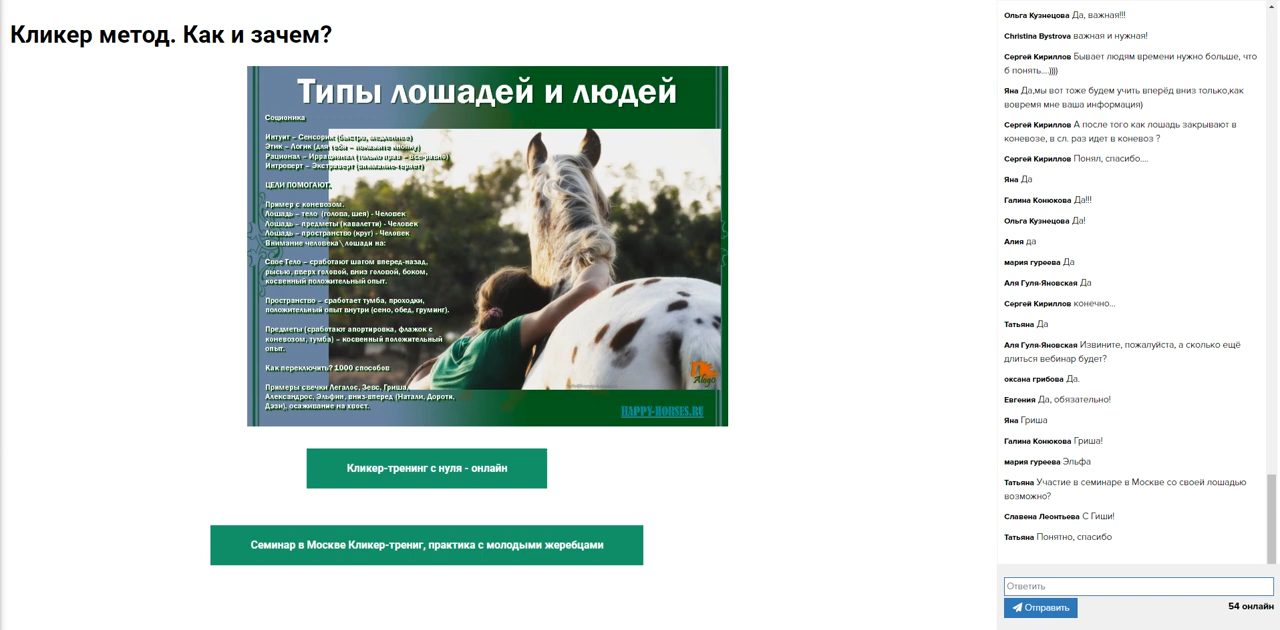 Кликер метод. Как и зачем?
Типы лошадей и людей
Соционика
Интуит – Сенсорик (быстро, медленнее)
Этик – Логик (для тебя – покажите кнопку)
Рационал – Иррационал (только прав – все-равно)
Интроверт – Экстраверт (внимание-теряет)
ЦЕЛИ ПОМОГАЮТ.
Пример с коневозом.
Лошадь – тело (голова, шея) - Человек
Лошадь – предметы (кавалетти) - Человек
Лошадь – пространство (круг) - Человек
Внимание человека \ лошади на:
Свое Тело – сработают шагом вперед-назад,
рысью, вверх головой, вниз головой, боком,
косвенный положительный опыт.
Пространство – сработает тумба, проходки,
положительный опыт внутри (сено, обед, груминг).
Предметы (сработают апортировка, флажок с
коневозом, тумба) – косвенный положительный
опыт.
Как переключить? 1000 способов
Примеры свечки Легалос, Зевс, Гриша,
Александрос, Эльфин, вниз-вперед (Натали, Дороти,
Дэзи), осаживание на хвост.
Alogo
HAPPY-HORSES.RU
Кликер-тренинг с нуля - онлайн
Семинар в Москве Кликер-трениг, практика с молодыми жеребцами
Ольга Кузнецова Да, важная!!!
Christina Bystrova важная и нужная!
Сергей Кириллов Бывает людям времени нужно больше, что
б понять....))))
Яна Да,мы вот тоже будем учить вперёд вниз только,как
вовремя мне ваша информация)
Сергей Кириллов А после того как лошадь закрывают в
коневозе, в сл. раз идет в коневоз ?
Сергей Кириллов Понял, спасибо....
Яна Да
Галина Конюкова Да!!!
Ольга Кузнецова Да!
Алия да
мария гуреева Да
Аля Гуля-Яновская Да
Сергей Кириллов конечно...
Татьяна Да
Аля Гуля-Яновская Извините, пожалуйста, а сколько ещё
длиться вебинар будет?
оксана грибова Да.
Евгения Да, обязательно!
Яна Гриша
Галина Конюкова Гриша!
мария гуреева Эльфа
Татьяна Участие в семинаре в Москве со своей лошадью
возможно?
Славена Леонтьева С Гиши!
Татьяна Понятно, спасибо
Ответить
Отправить
54 онлайн